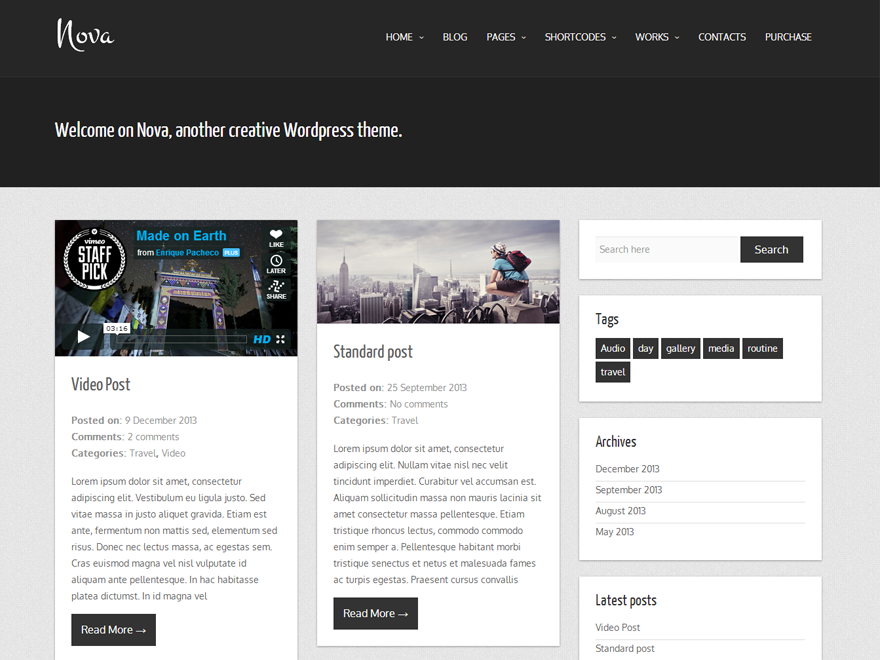 Nova
HOME BLOG PAGES SHORTCODES WORKS CONTACTS PURCHASE
Welcome on Nova, another creative Wordpress theme.
vimeo
STAFF
PICK
Made on Earth
from Enrique Pacheco PLUS
LIKE
LATER
SHARE
03:16
HD
Video Post
Posted on: 9 December 2013
Comments: 2 comments
Categories: Travel, Video
Lorem ipsum dolor sit amet, consectetur
adipiscing elit. Vestibulum eu ligula justo. Sed
vitae massa in justo aliquet gravida. Etiam est
ante, fermentum non mattis sed, elementum sed
risus. Donec nec lectus massa, ac egestas sem.
Cras euismod magna vel nisl vulputate id
aliquam ante pellentesque. In hac habitasse
platea dictumst. In id magna vel
Read More →
Standard post
Posted on: 25 September 2013
Comments: No comments
Categories: Travel
Lorem ipsum dolor sit amet, consectetur
adipiscing elit. Nullam vitae nisl nec velit
tincidunt imperdiet. Curabitur vel accumsan est.
Aliquam sollicitudin massa non mauris lacinia sit
amet consectetur massa pellentesque. Etiam
tristique rhoncus lectus, commodo commodo
enim semper a. Pellentesque habitant morbi
tristique senectus et netus et malesuada fames
ac turpis egestas. Praesent cursus convallis
Read More →
Search here Search
Tags
Audio day gallery media routine
travel
Archives
December 2013
September 2013
August 2013
May 2013
Latest posts
Video Post
Standard post